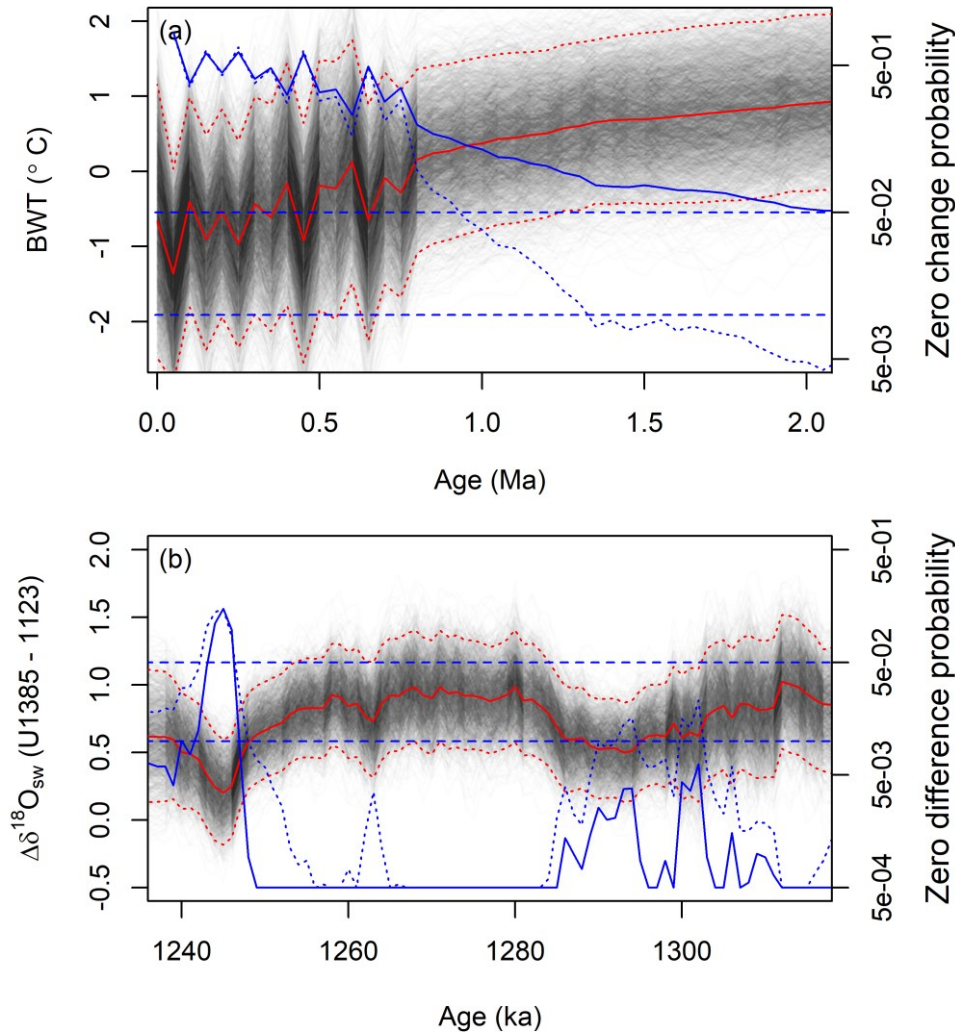 (a)
BWT (° C)
2
1
0
-1
-2
5e-01
5e-02
5e-03
Zero change probability
0.0 0.5 1.0 1.5 2.0
Age (Ma)
(b)
Δδ¹⁸Osw (U1385 - 1123)
2.0
1.5
1.0
0.5
0.0
-0.5
5e-01
5e-02
5e-03
5e-04
Zero difference probability
1240 1260 1280 1300
Age (ka)